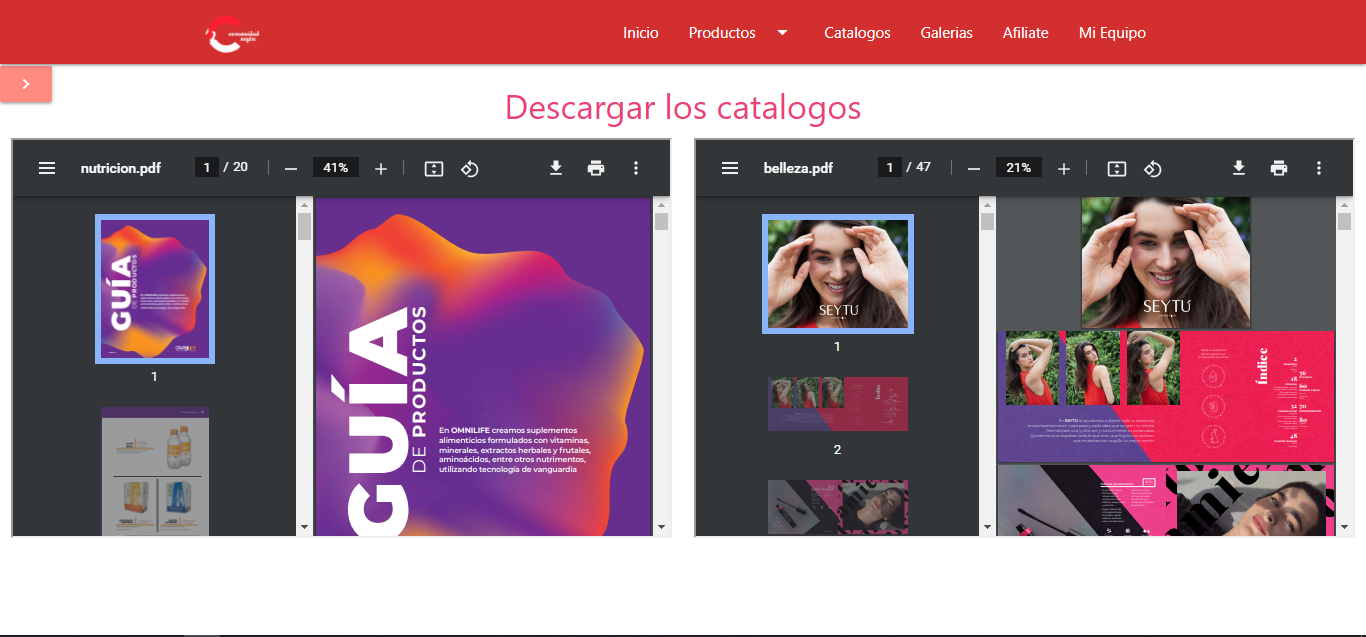 comunidad
seytu
Inicio
Productos
Catalogos
Galerias
Afiliate
Mi Equipo
Descargar los catalogos
nutricion.pdf
1 / 20
41%
GUÍA
DE PRODUCTOS
1
GUÍA
DE PRODUCTOS
En OMNILIFE creamos suplementos
alimenticios formulados con vitaminas,
minerales, extractos herbales y frutales,
aminoácidos, entre otros nutrimentos,
utilizando tecnología de vanguardia
belleza.pdf
1 / 47
21%
SEYTÚ
1
2
SEYTÚ
Índice